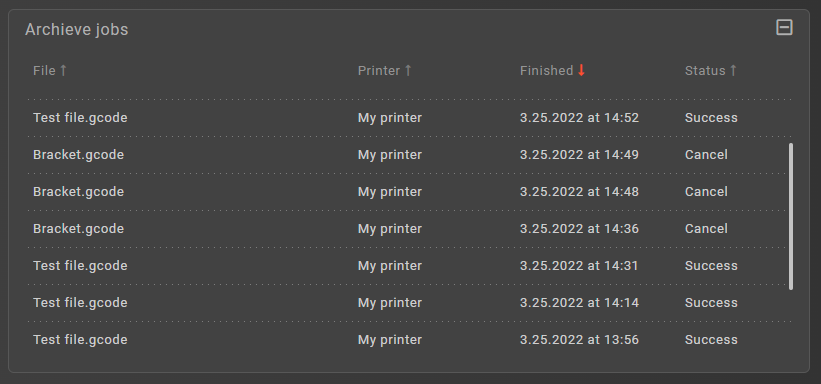 Archieve jobs
File ↑ Printer ↑ Finished ↓ Status ↑
Test file.gcode My printer 3.25.2022 at 14:52 Success
Bracket.gcode My printer 3.25.2022 at 14:49 Cancel
Bracket.gcode My printer 3.25.2022 at 14:48 Cancel
Bracket.gcode My printer 3.25.2022 at 14:36 Cancel
Test file.gcode My printer 3.25.2022 at 14:31 Success
Test file.gcode My printer 3.25.2022 at 14:14 Success
Test file.gcode My printer 3.25.2022 at 13:56 Success